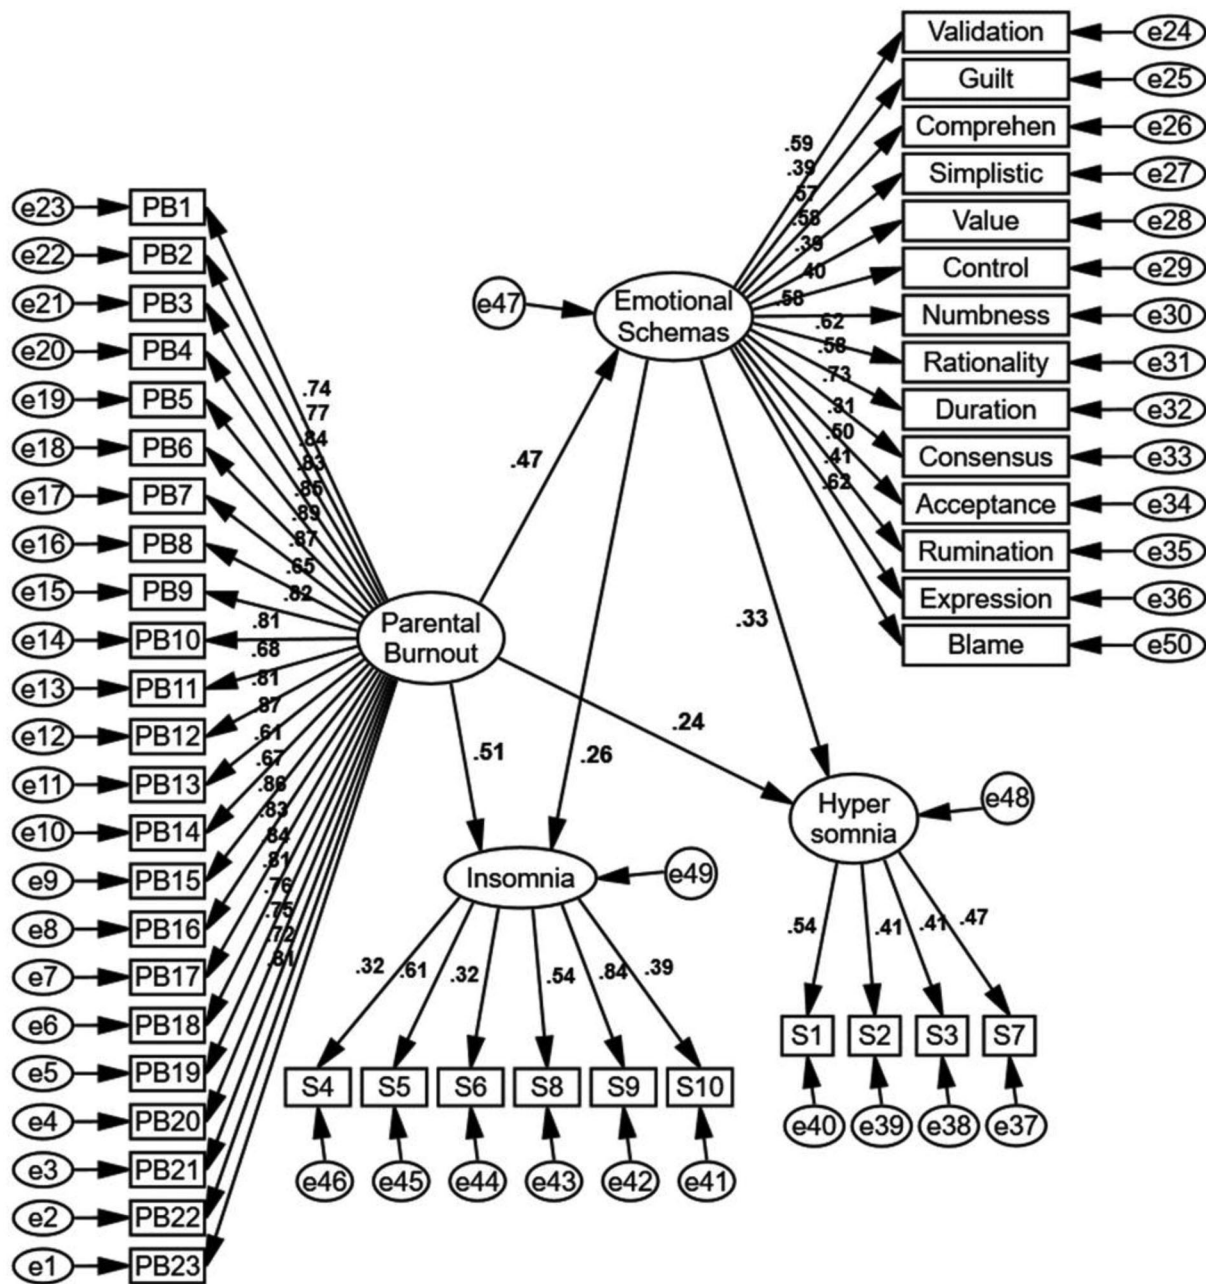 Validation
e24
Guilt
e25
Comprehen
e26
Simplistic
e27
Value
e28
Control
e29
Numbness
e30
Rationality
e31
Duration
e32
Consensus
e33
Acceptance
e34
Rumination
e35
Expression
e36
Blame
e50
.59
.39
.57
.58
.39
.40
.58
.62
.58
.73
.31
.50
.41
.62
e47
Emotional
Schemas
e23
PB1
e22
PB2
e21
PB3
e20
PB4
e19
PB5
e18
PB6
e17
PB7
e16
PB8
e15
PB9
e14
PB10
e13
PB11
e12
PB12
e11
PB13
e10
PB14
e9
PB15
e8
PB16
e7
PB17
e6
PB18
e5
PB19
e4
PB20
e3
PB21
e2
PB22
e1
PB23
.74
.77
.84
.83
.85
.89
.87
.65
.82
.81
.68
.81
.87
.61
.67
.86
.83
.84
.81
.76
.75
.72
.81
Parental
Burnout
.47
.33
.24
.51
.26
Hyper
somnia
e48
Insomnia
e49
.54
.41
.41
.47
S1
S2
S3
S7
e40
e39
e38
e37
.32
.61
.32
.54
.84
.39
S4
S5
S6
S8
S9
S10
e46
e45
e44
e43
e42
e41